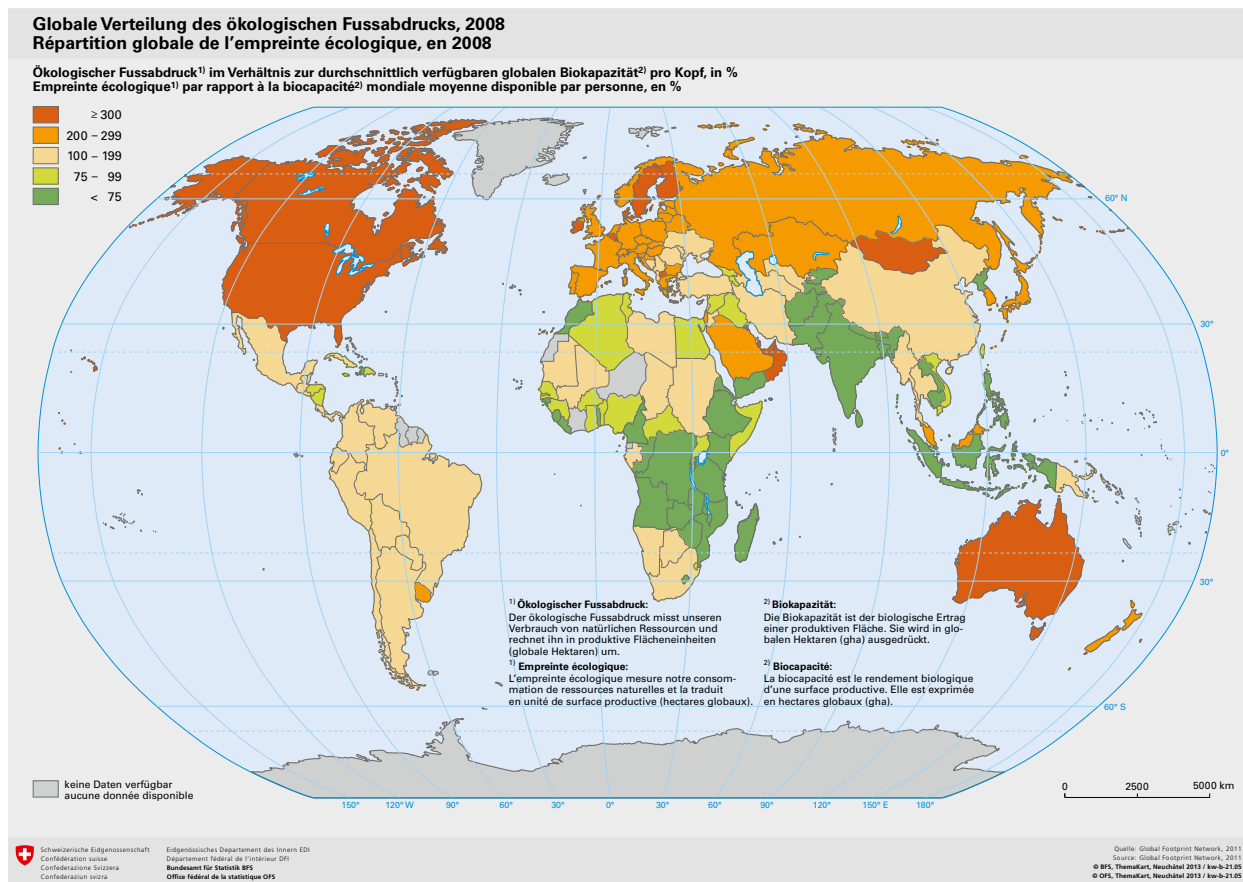 Globale Verteilung des ökologischen Fussabdrucks, 2008
Répartition globale de l'empreinte écologique, en 2008
Ökologischer Fussabdruck¹⁾ im Verhältnis zur durchschnittlich verfügbaren globalen Biokapazität²⁾ pro Kopf, in %
Empreinte écologique¹⁾ par rapport à la biocapacité²⁾ mondiale moyenne disponible par personne, en %
≥ 300
200 – 299
100 – 199
75 – 99
< 75
60° N
30°
0°
30°
60° S
¹⁾ Ökologischer Fussabdruck:
Der ökologische Fussabdruck misst unseren
Verbrauch von natürlichen Ressourcen und
rechnet ihn in produktive Flächeneinheiten
(globale Hektaren) um.
¹⁾ Empreinte écologique:
L'empreinte écologique mesure notre consom-
mation de ressources naturelles et la traduit
en unité de surface productive (hectares globaux).
²⁾ Biokapazität:
Die Biokapazität ist der biologische Ertrag
einer produktiven Fläche. Sie wird in glo-
balen Hektaren (gha) ausgedrückt.
²⁾ Biocapacité:
La biocapacité est le rendement biologique
d'une surface productive. Elle est exprimée
en hectares globaux (gha).
keine Daten verfügbar
aucune donnée disponible
150° 120° W 90° 60° 30° 0° 30° 60° 90° 120° 150° E 180°
0 2500 5000 km
Schweizerische Eidgenossenschaft
Confédération suisse
Confederazione Svizzera
Confederaziun svizra
Eidgenössisches Departement des Innern EDI
Département fédéral de l'intérieur DFI
Bundesamt für Statistik BFS
Office fédéral de la statistique OFS
Quelle: Global Footprint Network, 2011
Source: Global Footprint Network, 2011
© BFS, ThemaKart, Neuchâtel 2013 / kw-b-21.05
© OFS, ThemaKart, Neuchâtel 2013 / kw-b-21.05